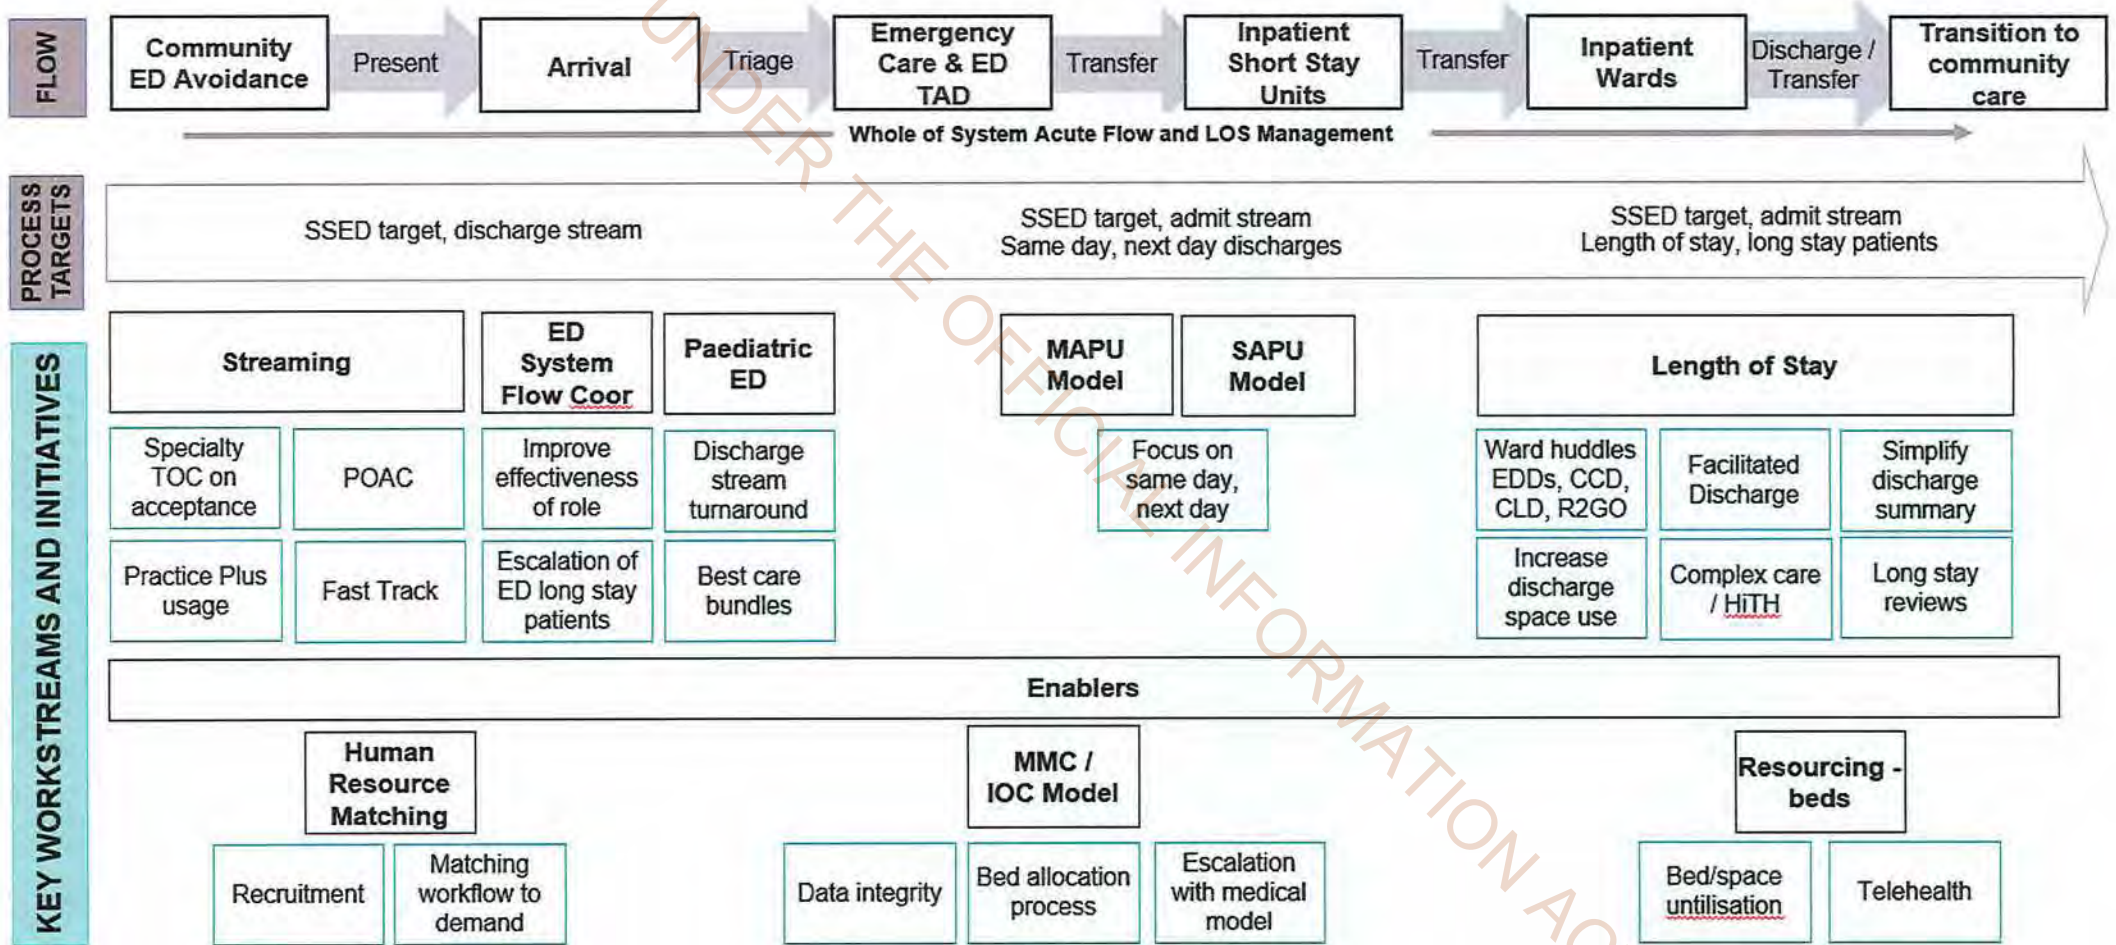 FLOW
Community
ED Avoidance
Present
Arrival
Triage
Emergency
Care & ED
TAD
Transfer
Inpatient
Short Stay
Units
Transfer
Inpatient
Wards
Discharge /
Transfer
Transition to
community
care
Whole of System Acute Flow and LOS Management
PROCESS
TARGETS
SSED target, discharge stream
SSED target, admit stream
Same day, next day discharges
SSED target, admit stream
Length of stay, long stay patients
KEY WORKSTREAMS AND INITIATIVES
Streaming
ED
System
Flow Coor
Paediatric
ED
MAPU
Model
SAPU
Model
Length of Stay
Specialty
TOC on
acceptance
POAC
Improve
effectiveness
of role
Discharge
stream
turnaround
Focus on
same day,
next day
Ward huddles
EDDs, CCD,
CLD, R2GO
Facilitated
Discharge
Simplify
discharge
summary
Practice Plus
usage
Fast Track
Escalation of
ED long stay
patients
Best care
bundles
Increase
discharge
space use
Complex care
/ HiTH
Long stay
reviews
Enablers
Human
Resource
Matching
MMC /
IOC Model
Resourcing -
beds
Recruitment
Matching
workflow to
demand
Data integrity
Bed allocation
process
Escalation
with medical
model
Bed/space
untilisation
Telehealth
UNDER THE OFFICIAL INFORMATION AC